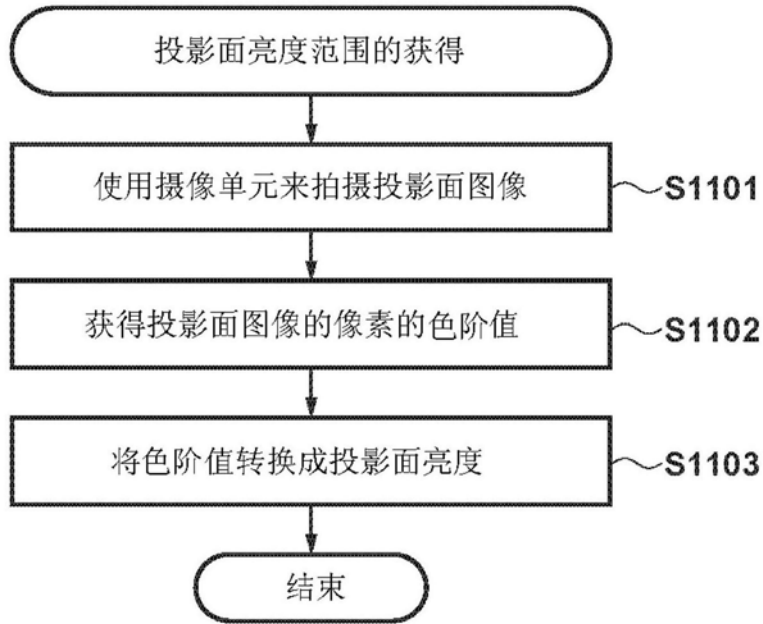 投影面亮度范围的获得
使用摄像单元来拍摄投影面图像
S1101
获得投影面图像的像素的色阶值
S1102
将色阶值转换成投影面亮度
S1103
结束